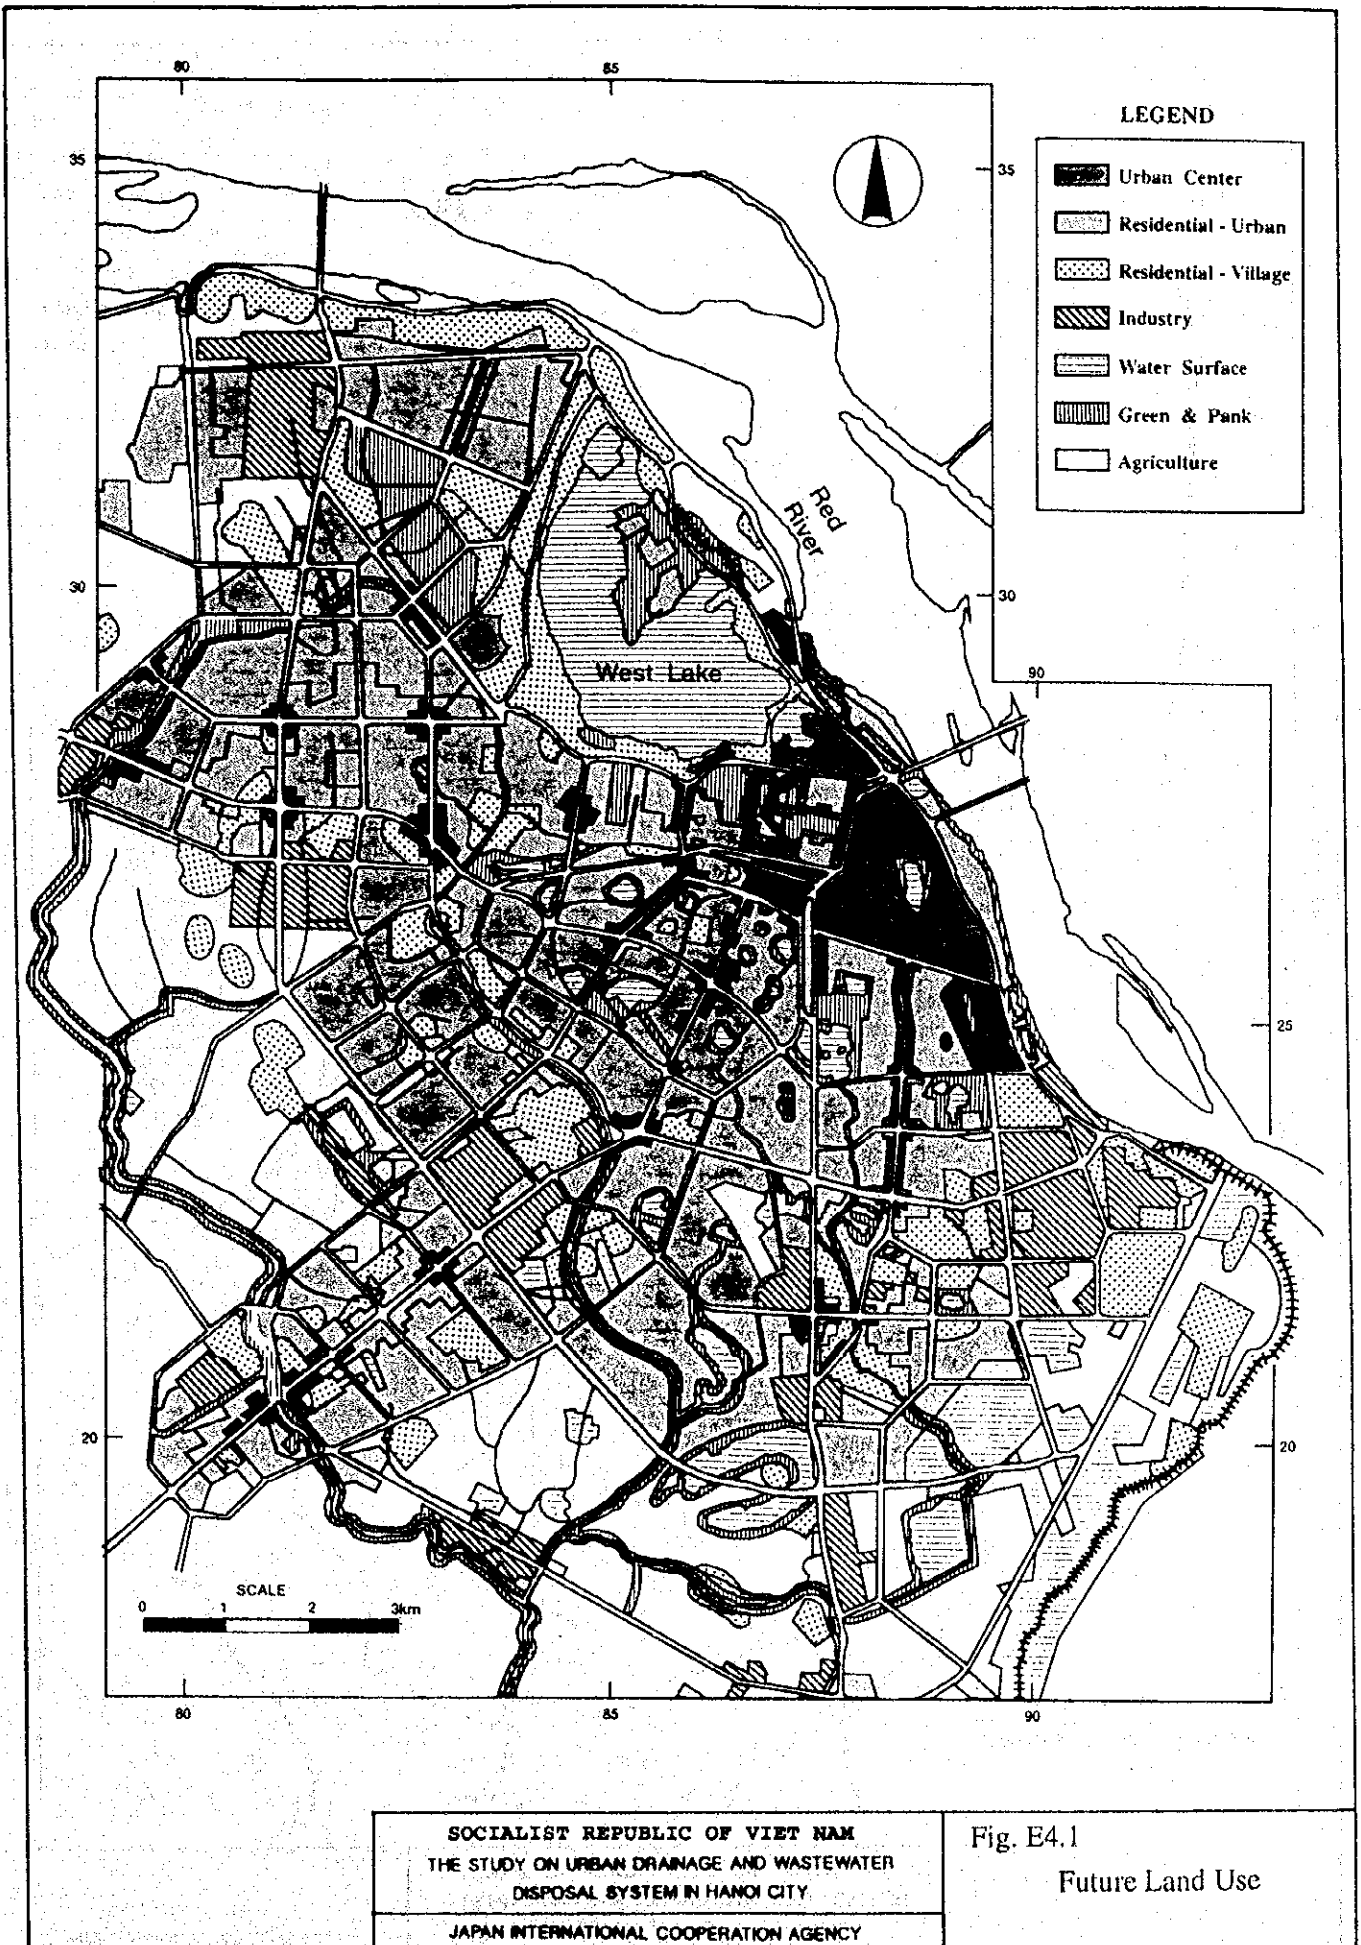 80
85
LEGEND
35
35
Urban Center
Residential - Urban
Residential - Village
Industry
Water Surface
Green & Pank
Agriculture
Red
River
30
30
West Lake
90
25
20
20
SCALE
0
1
2
3km
80
85
90
SOCIALIST REPUBLIC OF VIET NAM
THE STUDY ON URBAN DRAINAGE AND WASTEWATER
DISPOSAL SYSTEM IN HANOI CITY
JAPAN INTERNATIONAL COOPERATION AGENCY
Fig. E4.1
Future Land Use